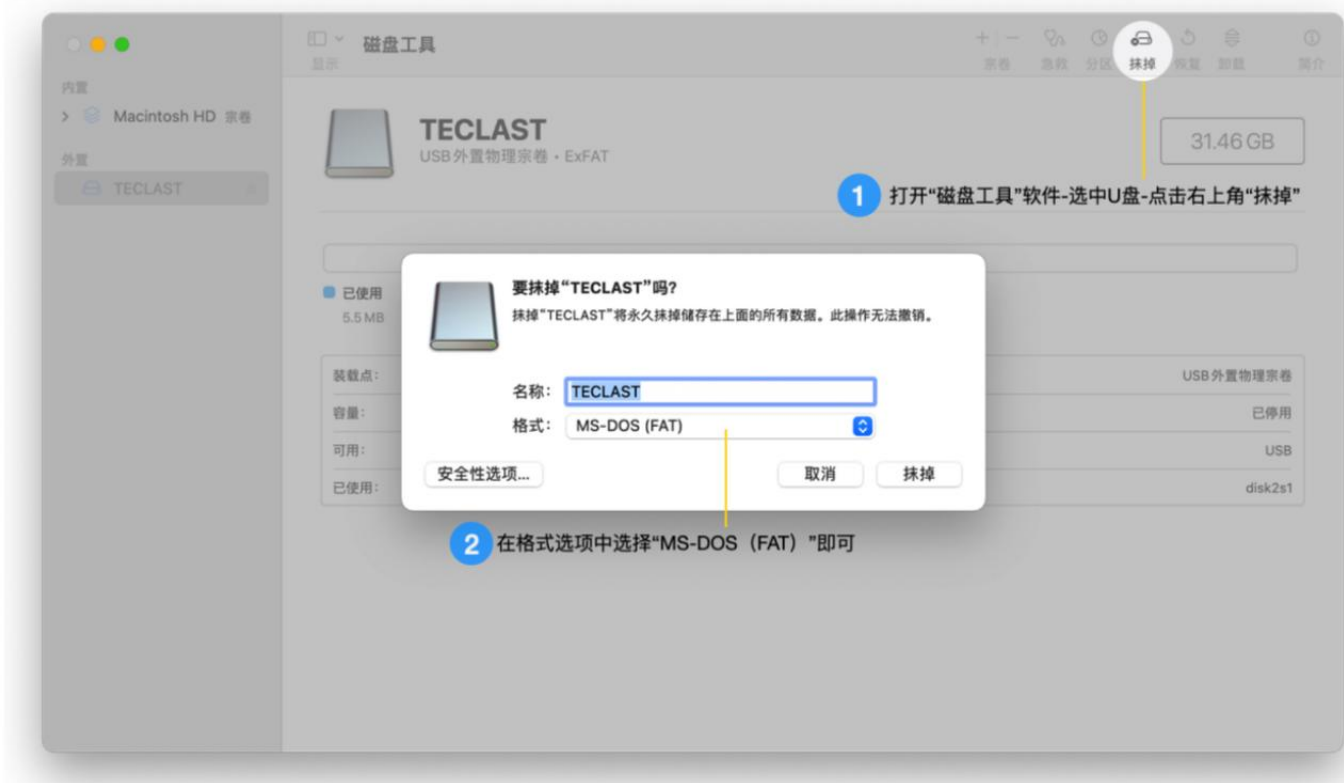 磁盘工具
显示
宗卷
急救
分区
抹掉
恢复
卸载
简介
内置
Macintosh HD 宗卷
外置
TECLAST
TECLAST
USB外置物理宗卷 • ExFAT
31.46 GB
1 打开“磁盘工具”软件-选中U盘-点击右上角“抹掉”
已使用
5.5 MB
要抹掉“TECLAST”吗?
抹掉“TECLAST”将永久抹掉储存在上面的所有数据。此操作无法撤销。
名称: TECLAST
格式: MS-DOS (FAT)
安全性选项...
取消
抹掉
装载点:
USB外置物理宗卷
容量:
已停用
可用:
USB
已使用:
disk2s1
2 在格式选项中选择“MS-DOS（FAT）”即可